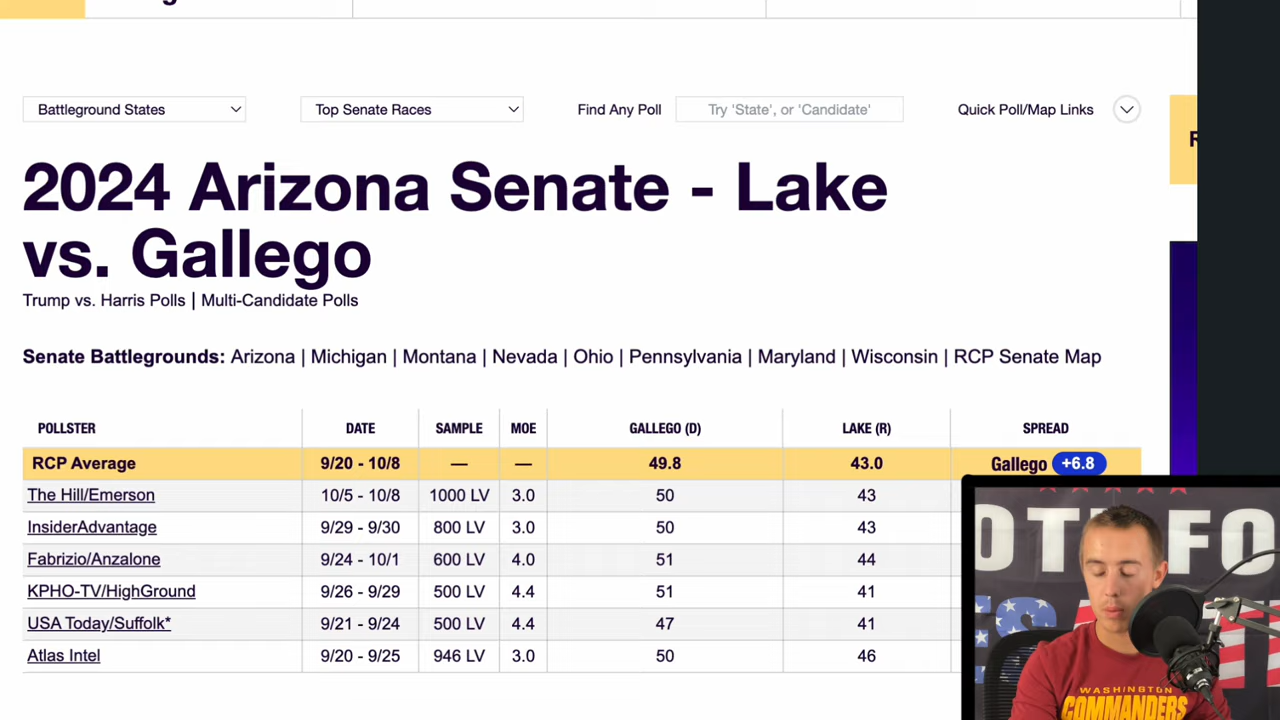 Battleground States
Top Senate Races
Find Any Poll
Try 'State', or 'Candidate'
Quick Poll/Map Links
2024 Arizona Senate - Lake
vs. Gallego
Trump vs. Harris Polls | Multi-Candidate Polls
Senate Battlegrounds: Arizona | Michigan | Montana | Nevada | Ohio | Pennsylvania | Maryland | Wisconsin | RCP Senate Map
POLLSTER DATE SAMPLE MOE GALLEGO (D) LAKE (R) SPREAD
RCP Average 9/20 - 10/8 — — 49.8 43.0 Gallego +6.8
The Hill/Emerson 10/5 - 10/8 1000 LV 3.0 50 43
InsiderAdvantage 9/29 - 9/30 800 LV 3.0 50 43
Fabrizio/Anzalone 9/24 - 10/1 600 LV 4.0 51 44
KPHO-TV/HighGround 9/26 - 9/29 500 LV 4.4 51 41
USA Today/Suffolk* 9/21 - 9/24 500 LV 4.4 47 41
Atlas Intel 9/20 - 9/25 946 LV 3.0 50 46
WASHINGTON
COMMANDERS